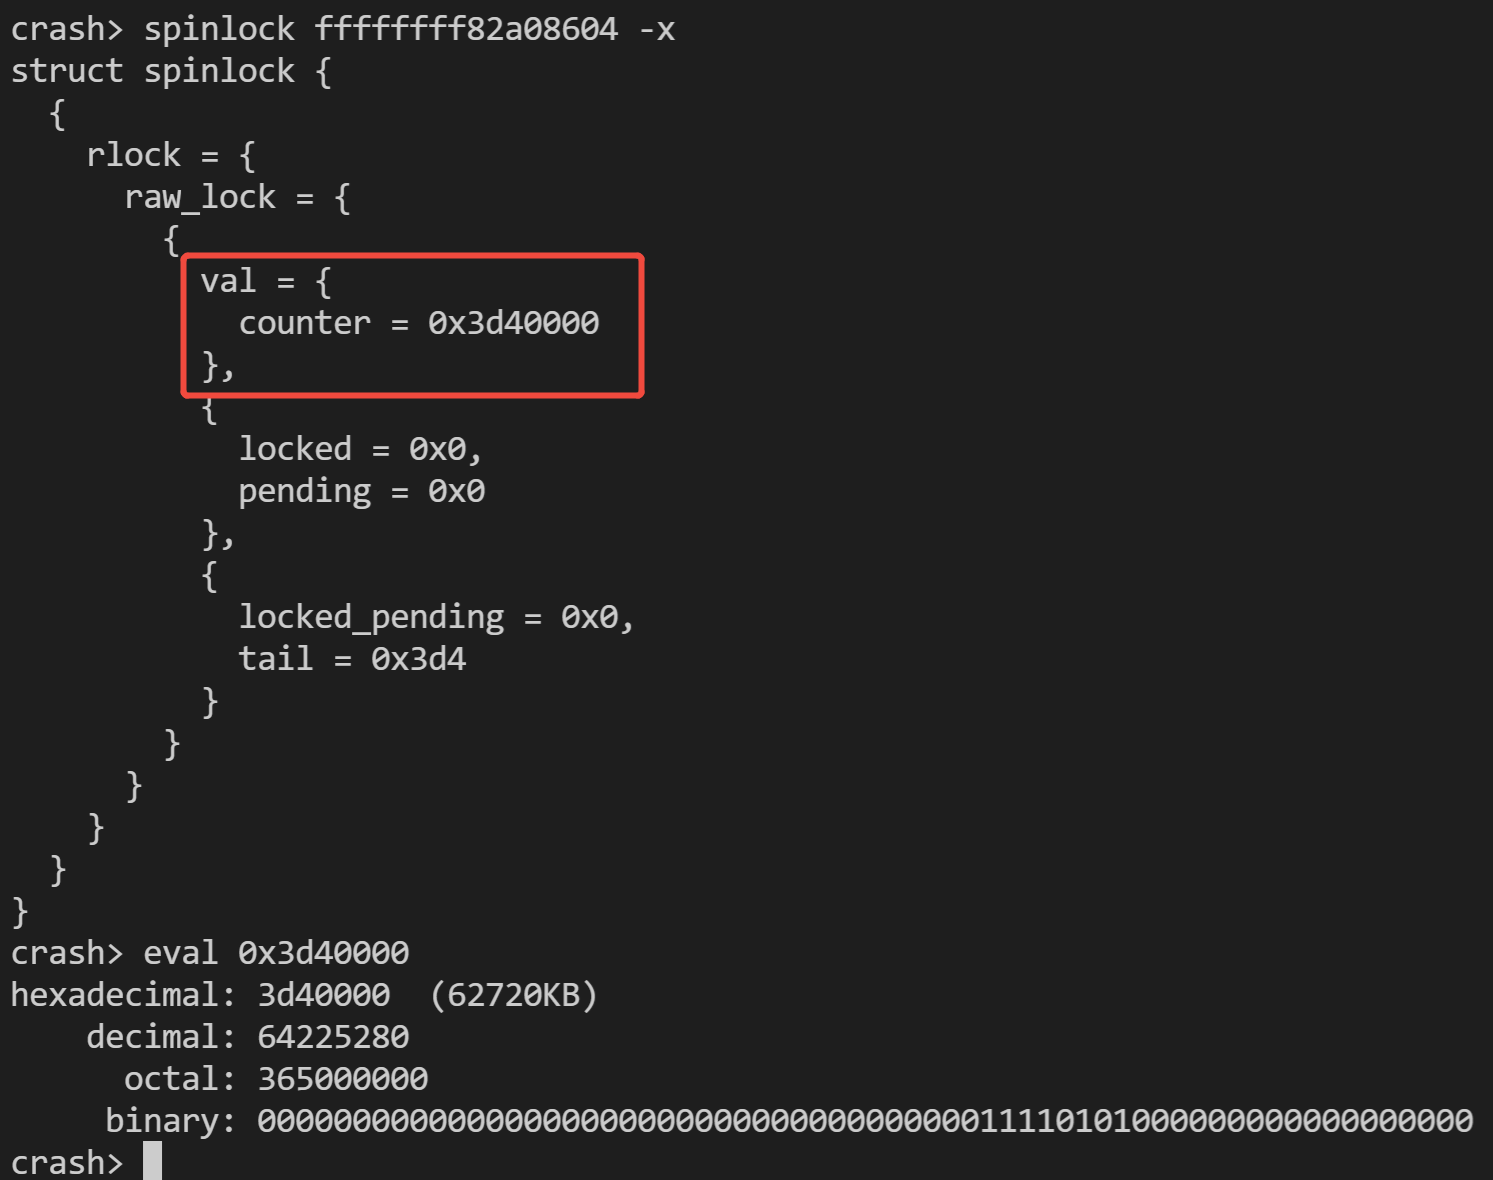 crash> spinlock ffffffff82a08604 -x
struct spinlock {
  {
    rlock = {
      raw_lock = {
        {
          val = {
            counter = 0x3d40000
          },
          {
            locked = 0x0,
            pending = 0x0
          },
          {
            locked_pending = 0x0,
            tail = 0x3d4
          }
        }
      }
    }
  }
}
crash> eval 0x3d40000
hexadecimal: 3d40000  (62720KB)
    decimal: 64225280
      octal: 365000000
     binary: 0000000000000000000000000000000000000011110101000000000000000000
crash>